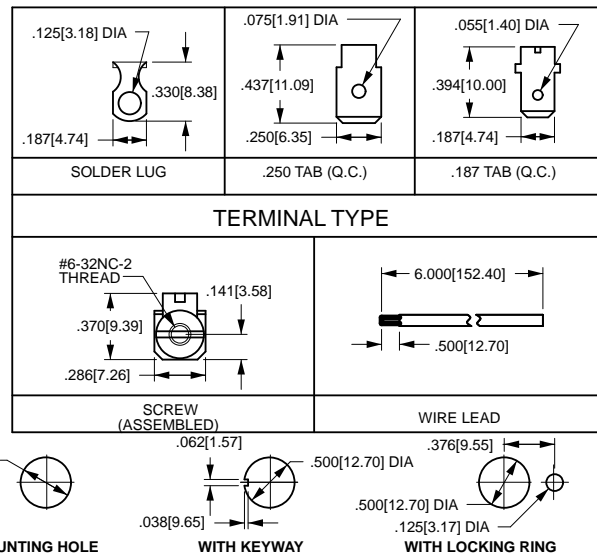 .125[3.18] DIA
.330[8.38]
.187[4.74]
SOLDER LUG
.075[1.91] DIA
.437[11.09]
.250[6.35]
.250 TAB (Q.C.)
.055[1.40] DIA
.394[10.00]
.187[4.74]
.187 TAB (Q.C.)
TERMINAL TYPE
#6-32NC-2
THREAD
.141[3.58]
.370[9.39]
.286[7.26]
SCREW
(ASSEMBLED)
6.000[152.40]
.500[12.70]
WIRE LEAD
UNTING HOLE
.062[1.57]
.500[12.70] DIA
.038[9.65]
WITH KEYWAY
.376[9.55]
.500[12.70] DIA
.125[3.17] DIA
WITH LOCKING RING